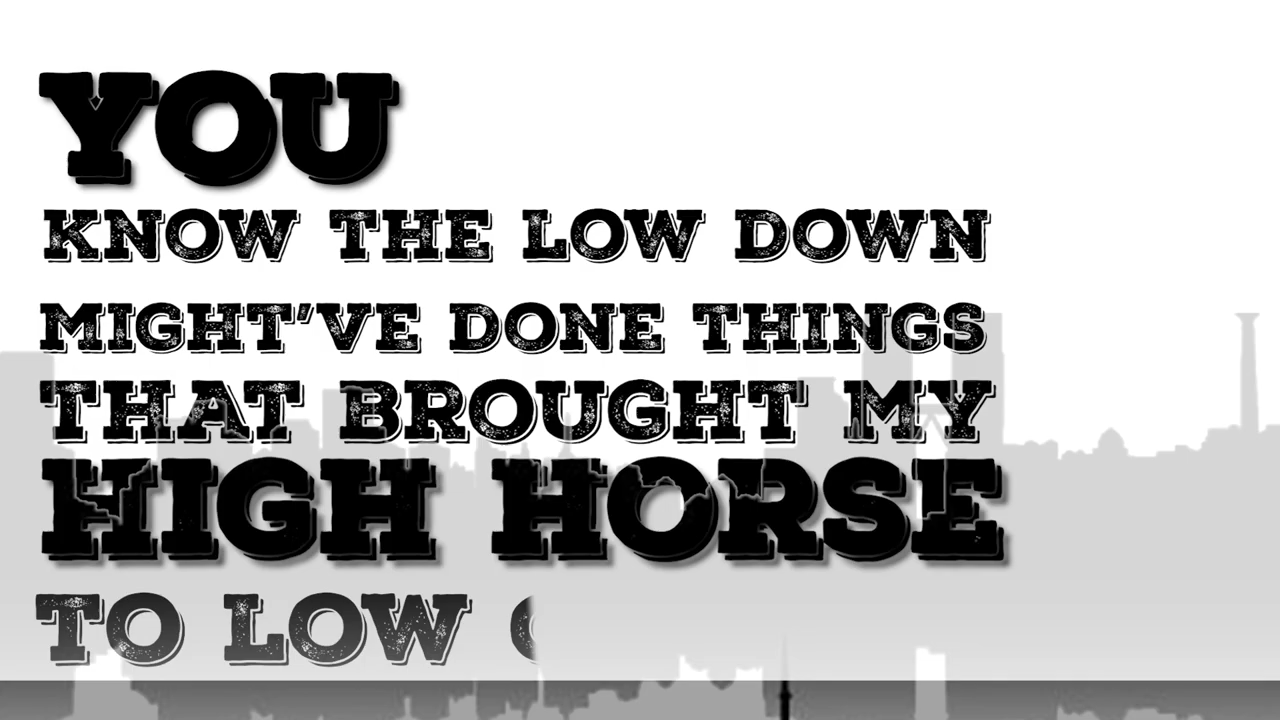 YOU
KNOW THE LOW DOWN
MIGHT'VE DONE THINGS
THAT BROUGHT MY
HIGH HORSE
TO LOW